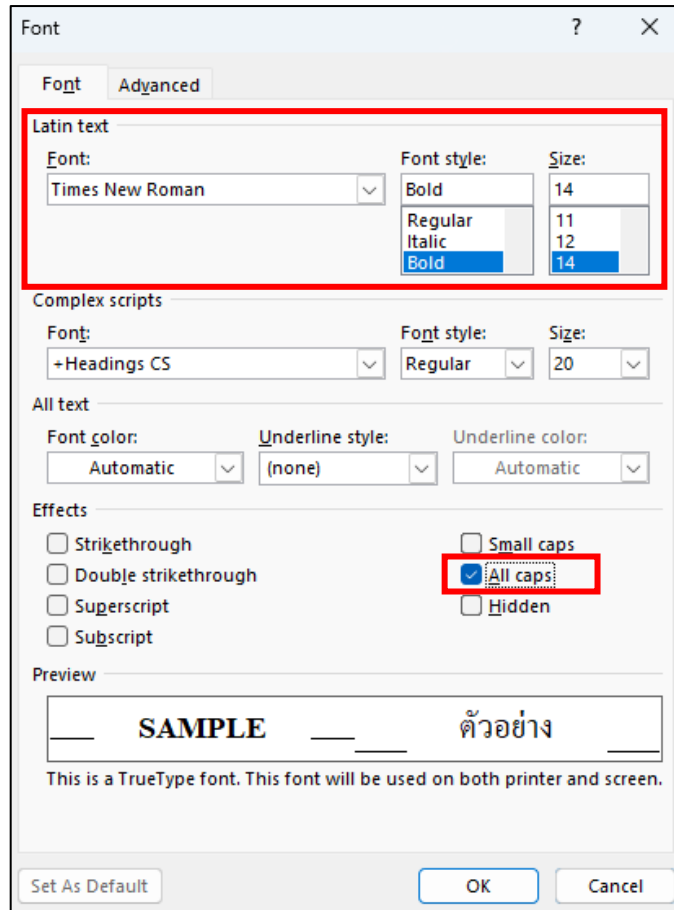 Font ? ×
Font Advanced
Latin text
Font: Font style: Size:
Times New Roman Bold 14
Regular 11
Italic 12
Bold 14
Complex scripts
Font: Font style: Size:
+Headings CS Regular 20
All text
Font color: Underline style: Underline color:
Automatic (none) Automatic
Effects
Strikethrough Small caps
Double strikethrough All caps
Superscript Hidden
Subscript
Preview
SAMPLE ตัวอย่าง
This is a TrueType font. This font will be used on both printer and screen.
Set As Default OK Cancel